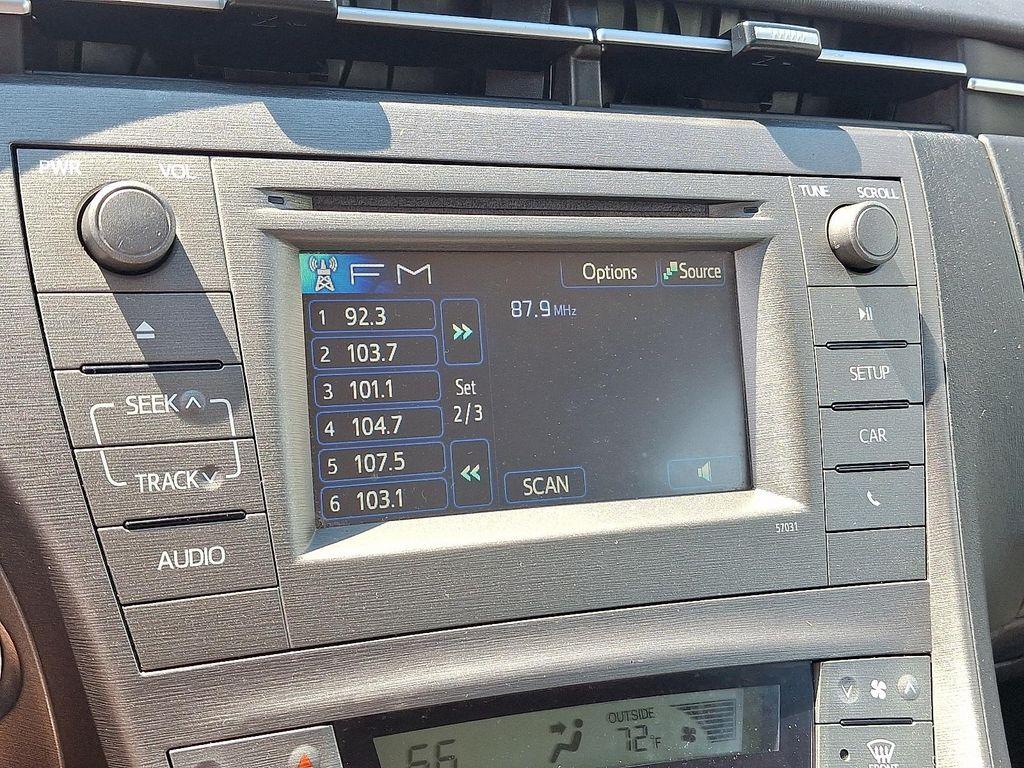 PWR VOL
TUNE SCROLL
FM Options Source
87.9 MHz
1 92.3
2 103.7
3 101.1
4 104.7
5 107.5
6 103.1
Set
2/3
SCAN
SEEK
TRACK
AUDIO
SETUP
CAR
57031
OUTSIDE
72°F
66
FRONT